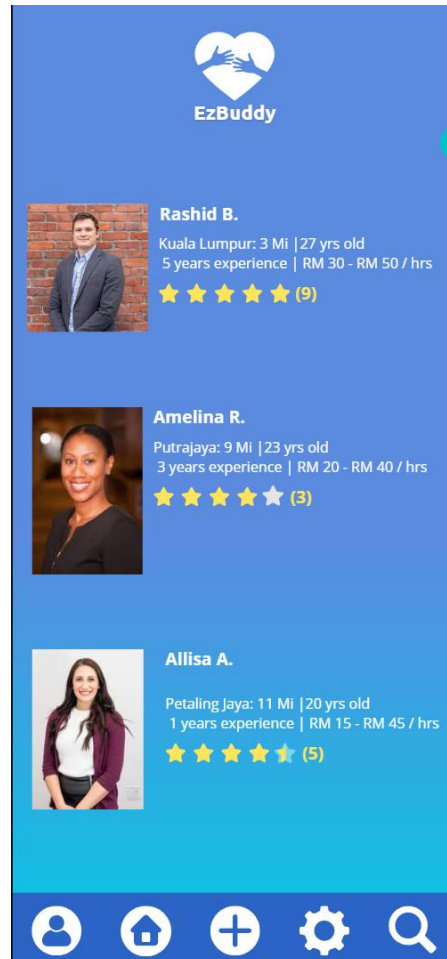 EzBuddy
Rashid B.
Kuala Lumpur: 3 Mi |27 yrs old
5 years experience | RM 30 - RM 50 / hrs
(9)
Amelina R.
Putrajaya: 9 Mi |23 yrs old
3 years experience | RM 20 - RM 40 / hrs
(3)
Allisa A.
Petaling Jaya: 11 Mi |20 yrs old
1 years experience | RM 15 - RM 45 / hrs
(5)